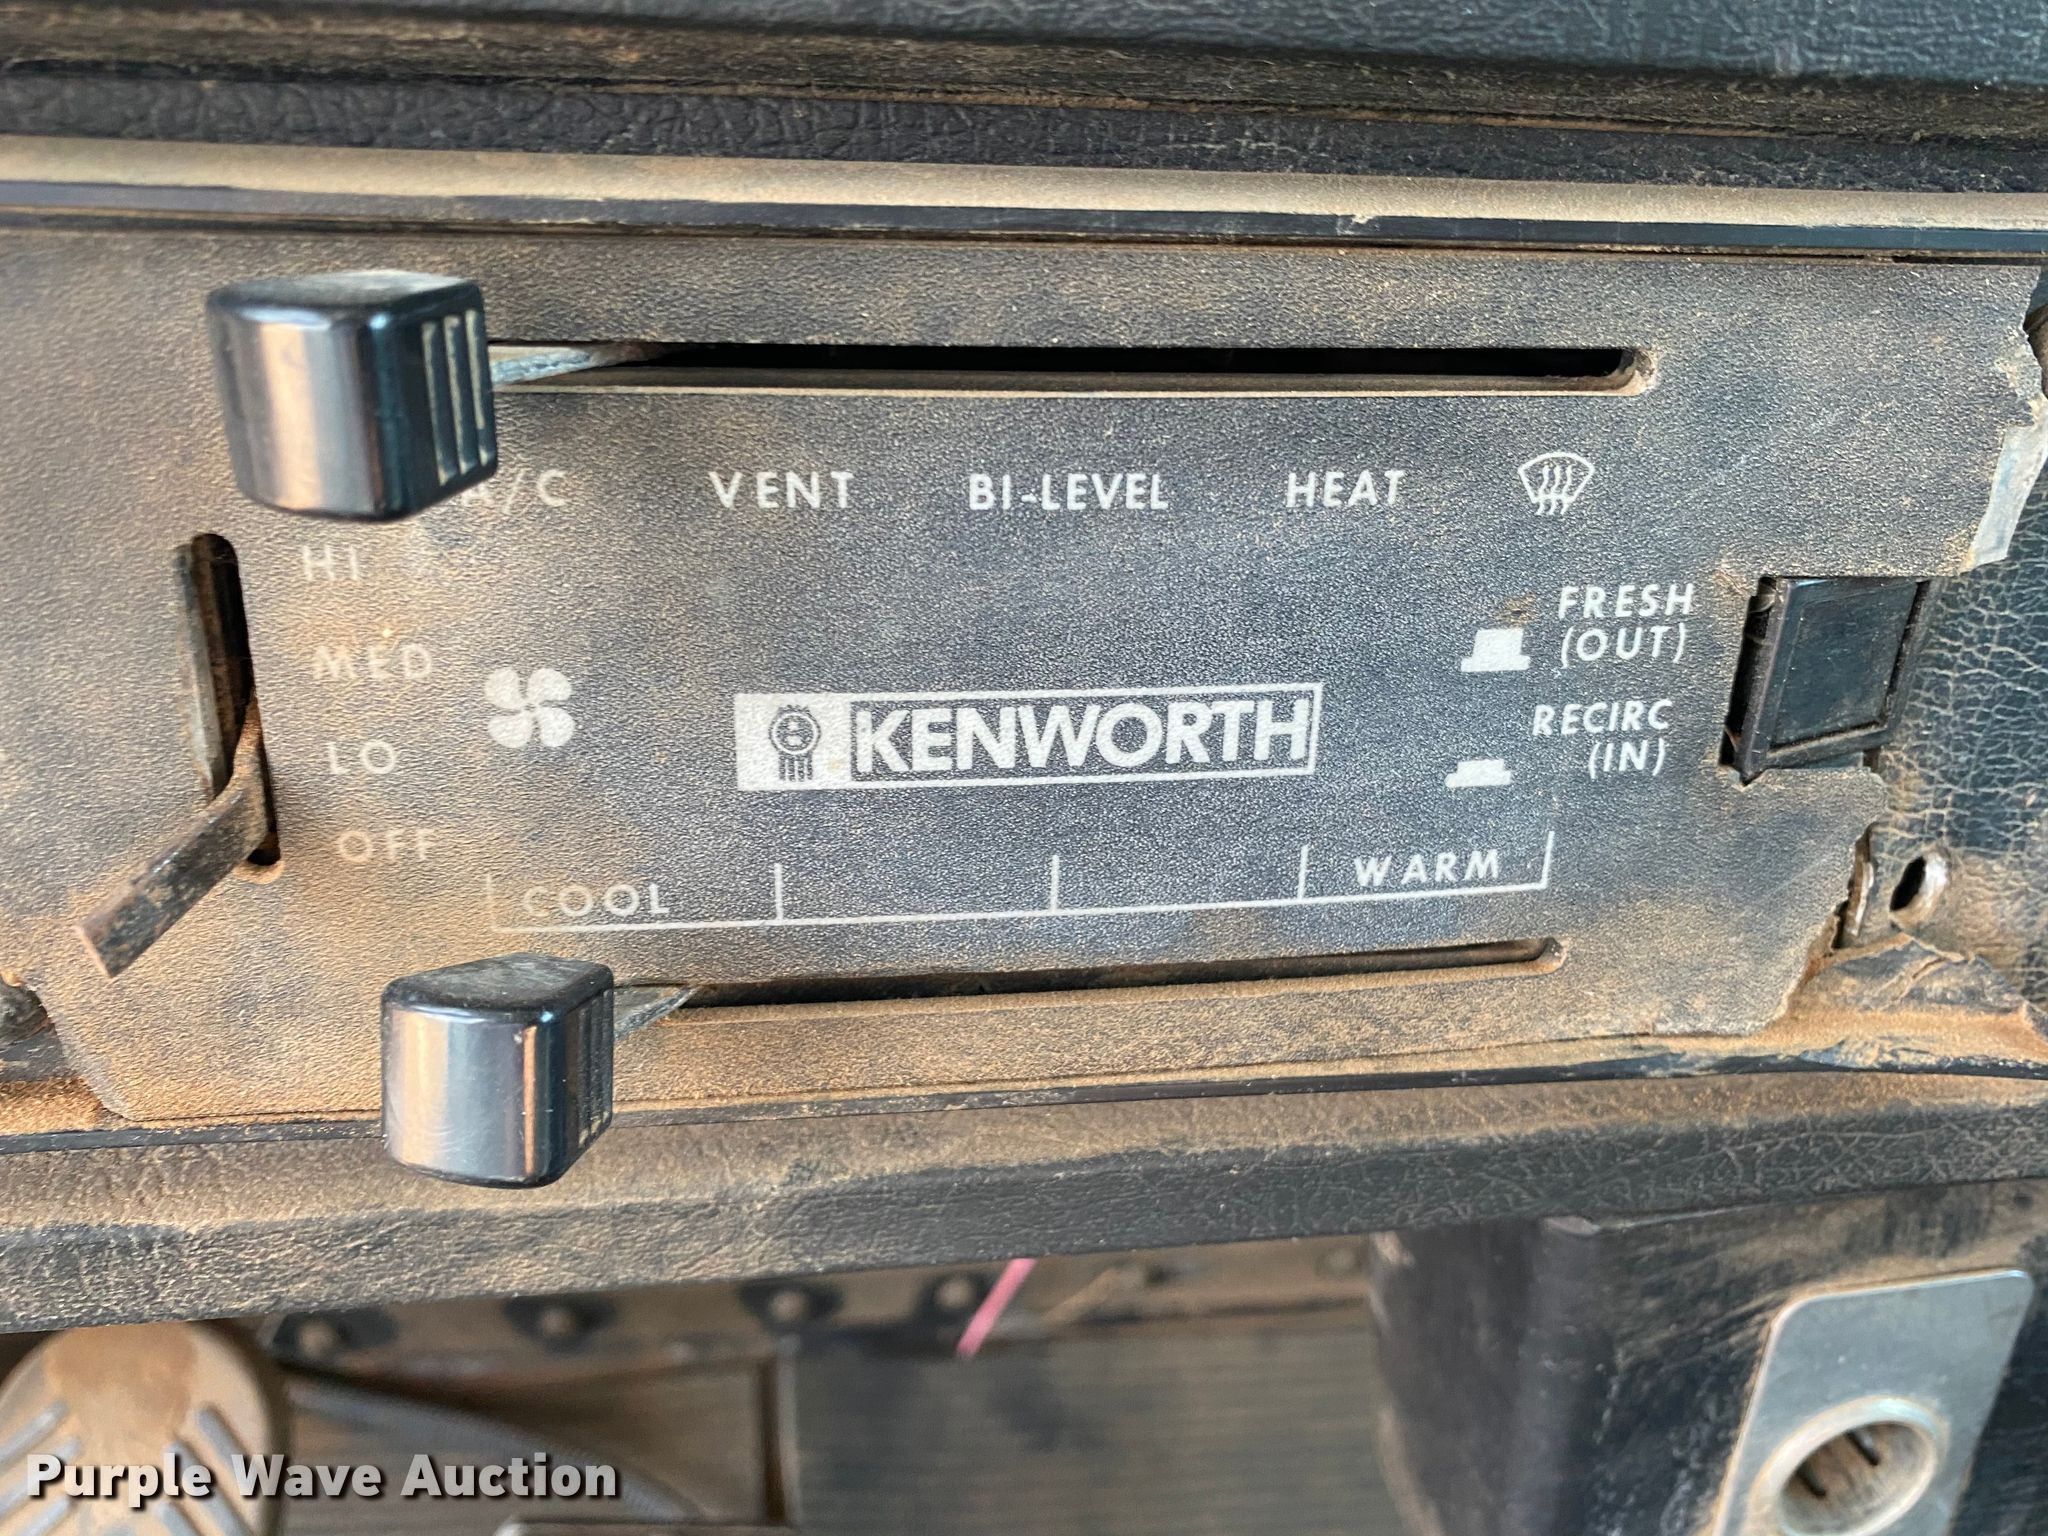 A/C VENT BI-LEVEL HEAT
HI
MED
LO
OFF
FRESH
(OUT)
RECIRC
(IN)
KENWORTH
COOL WARM
Purple Wave Auction